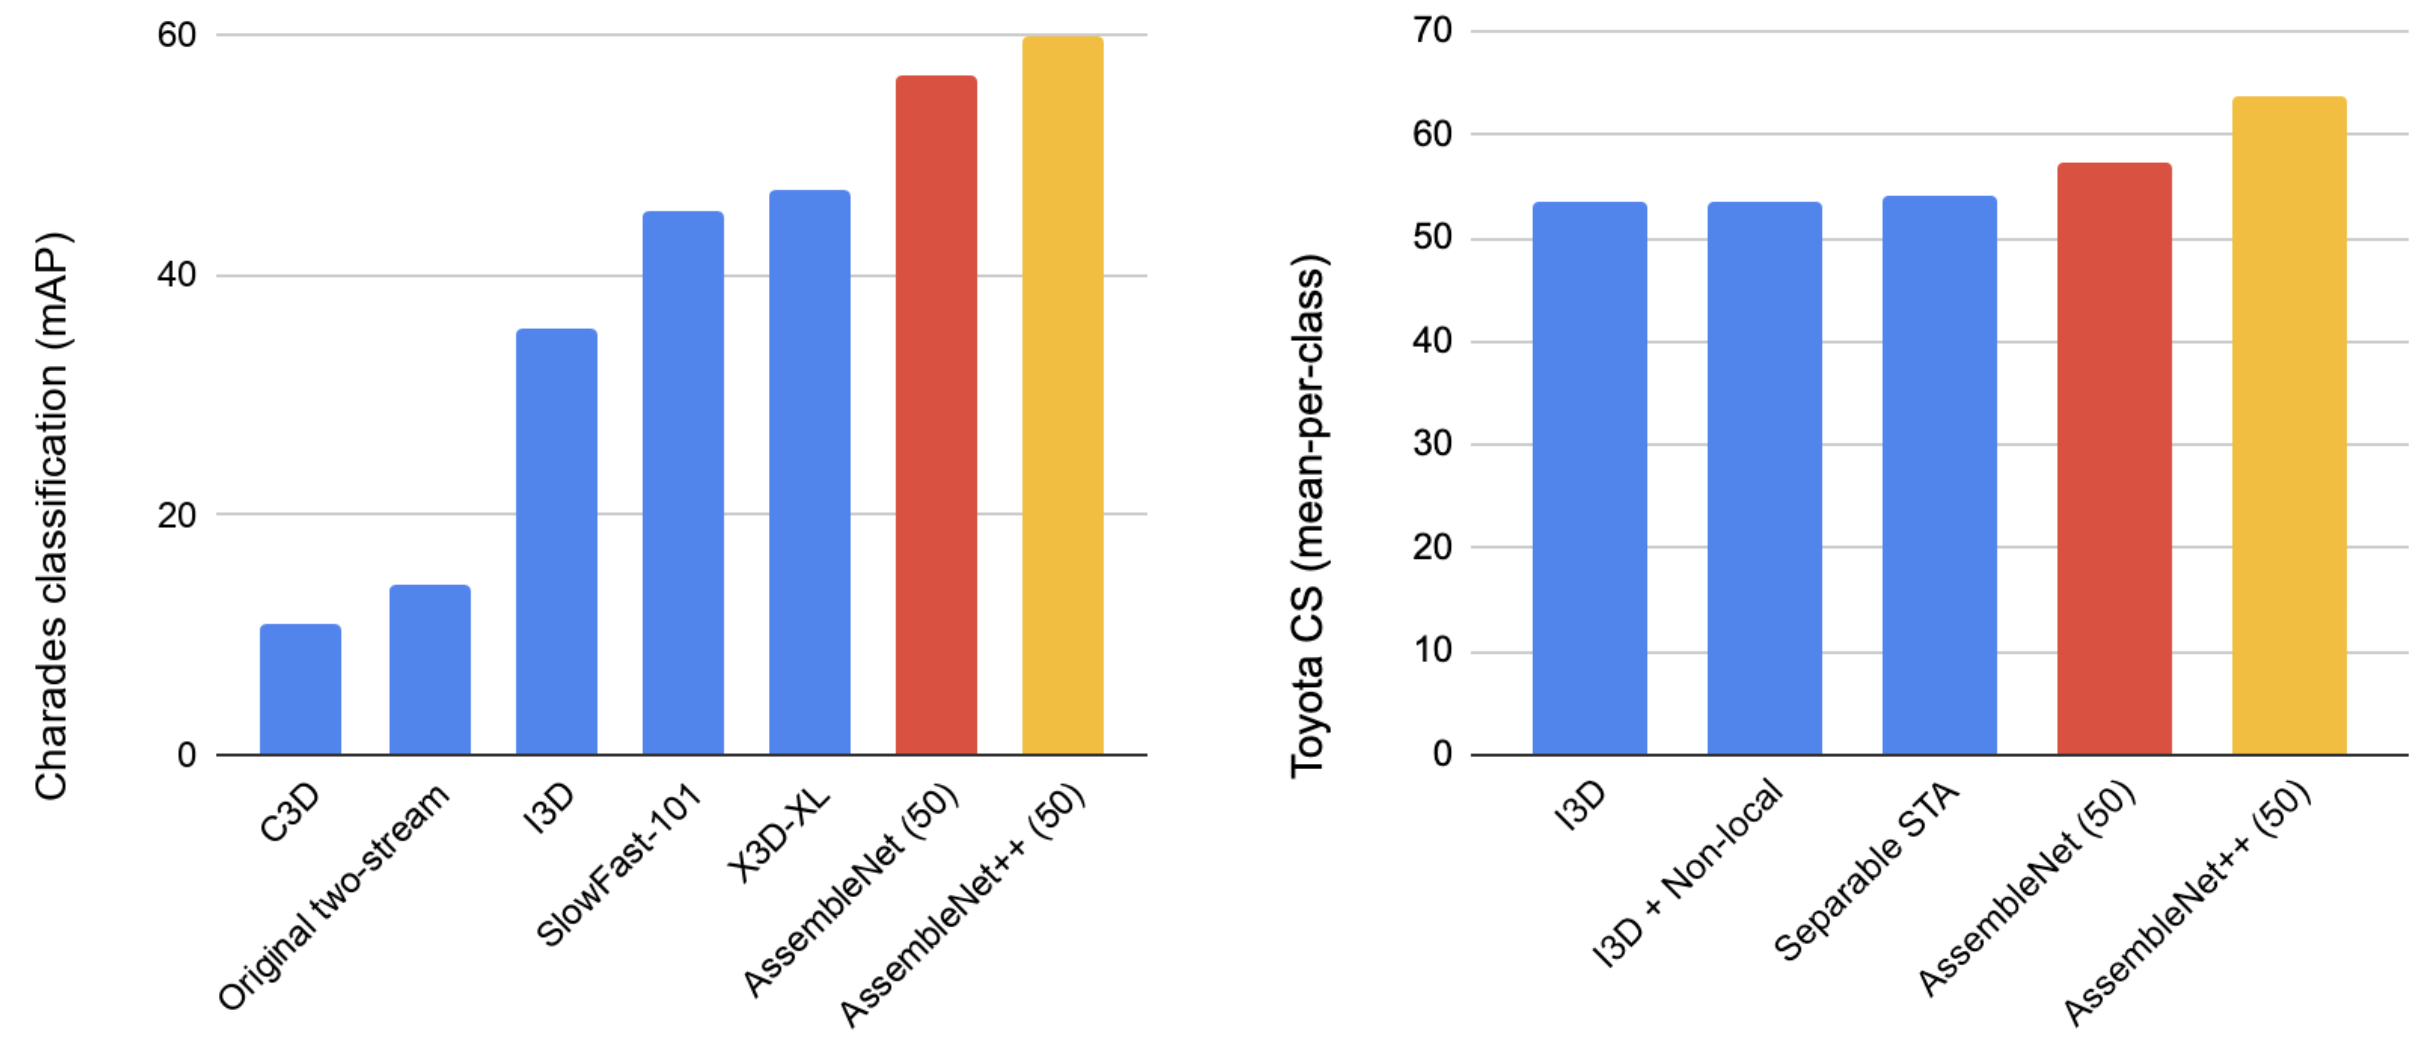 Charades classification (mAP)
60
40
20
0
C3D
Original two-stream
I3D
SlowFast-101
X3D-XL
AssembleNet (50)
AssembleNet++ (50)
Toyota CS (mean-per-class)
70
60
50
40
30
20
10
0
I3D
I3D + Non-local
Separable STA
AssembleNet (50)
AssembleNet++ (50)